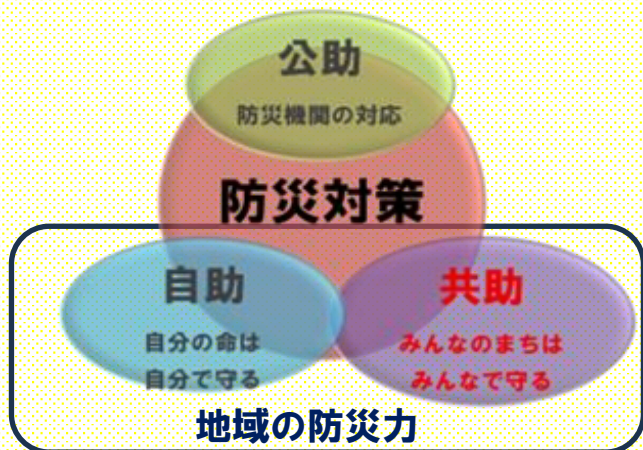 公助
防災機関の対応
防災対策
自助
自分の命は
自分で守る
共助
みんなのまちは
みんなで守る
地域の防災力